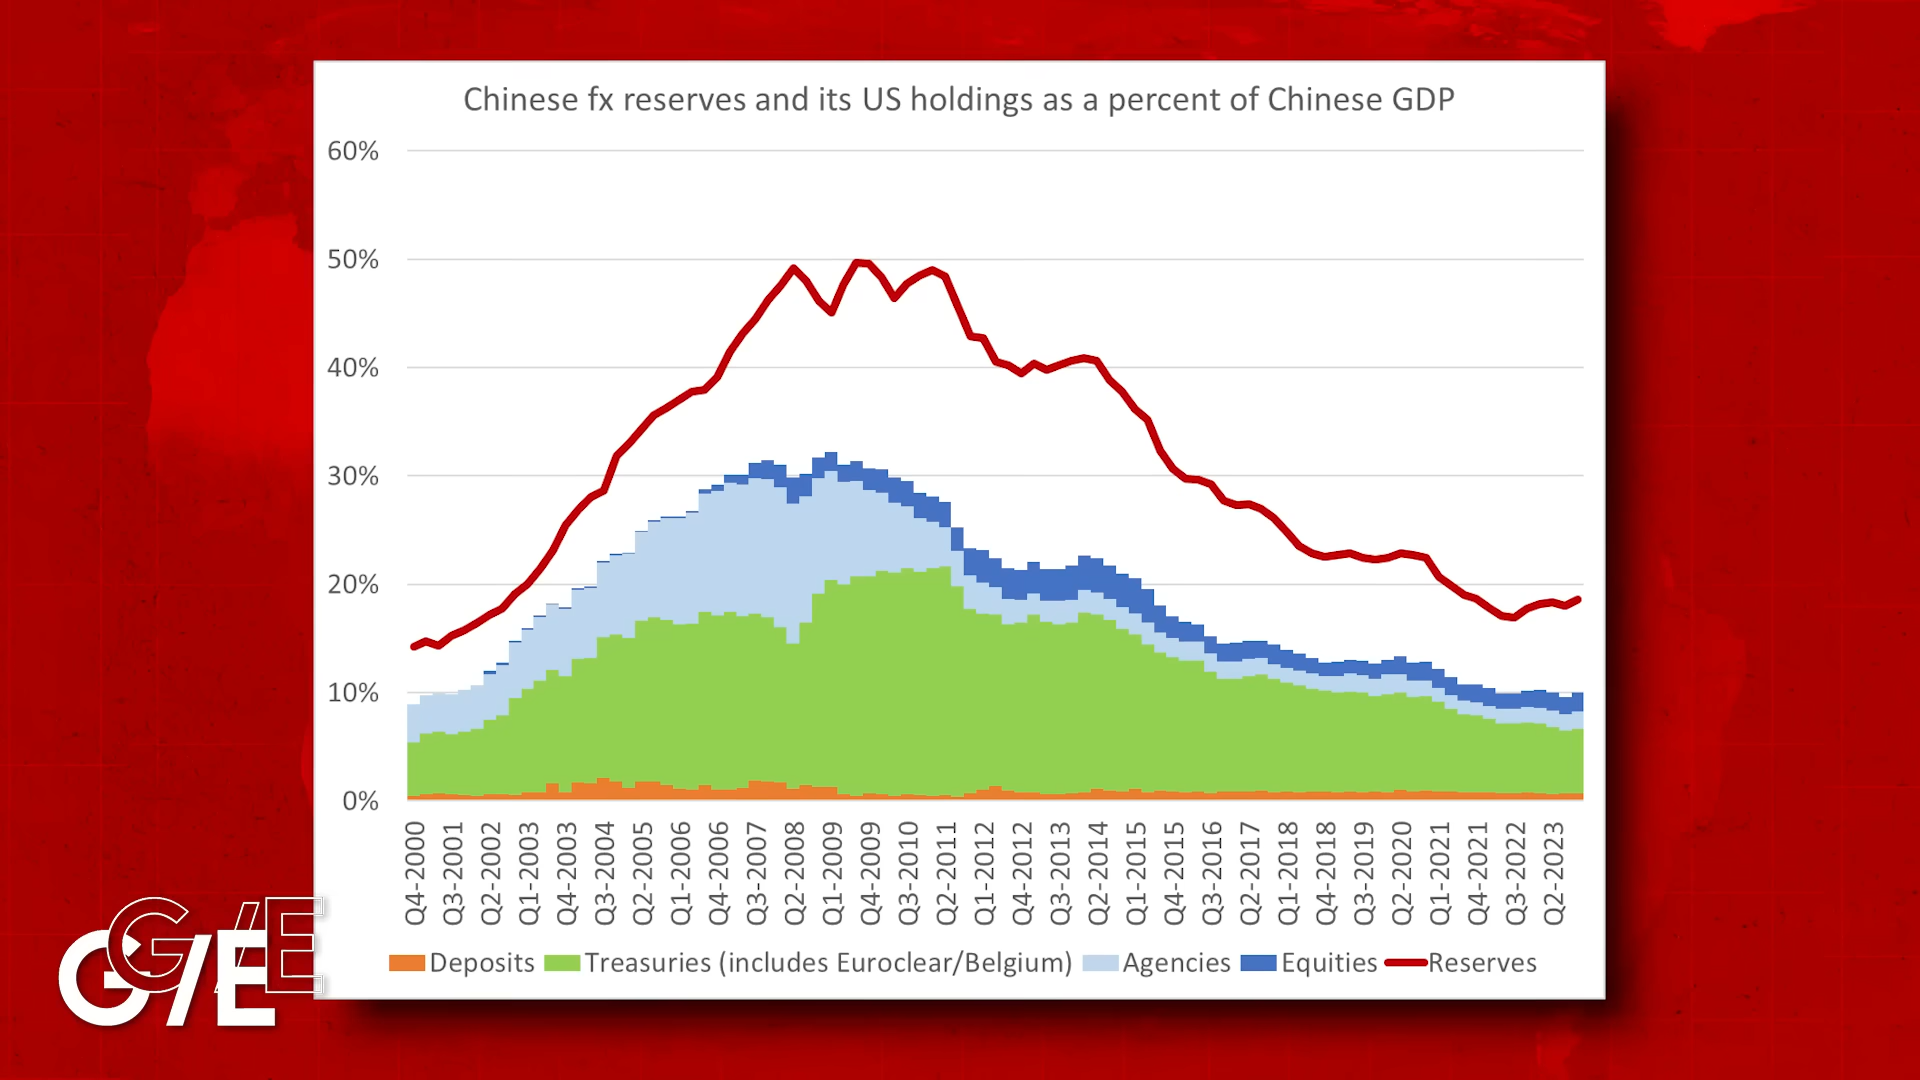 Chinese fx reserves and its US holdings as a percent of Chinese GDP
60%
50%
40%
30%
20%
10%
0%
Q4-2000
Q3-2001
Q2-2002
Q1-2003
Q4-2003
Q3-2004
Q2-2005
Q1-2006
Q4-2006
Q3-2007
Q2-2008
Q1-2009
Q4-2009
Q3-2010
Q2-2011
Q1-2012
Q4-2012
Q3-2013
Q2-2014
Q1-2015
Q4-2015
Q3-2016
Q2-2017
Q1-2018
Q4-2018
Q3-2019
Q2-2020
Q1-2021
Q4-2021
Q3-2022
Q2-2023
Deposits Treasuries (includes Euroclear/Belgium) Agencies Equities Reserves
G/E
G/E